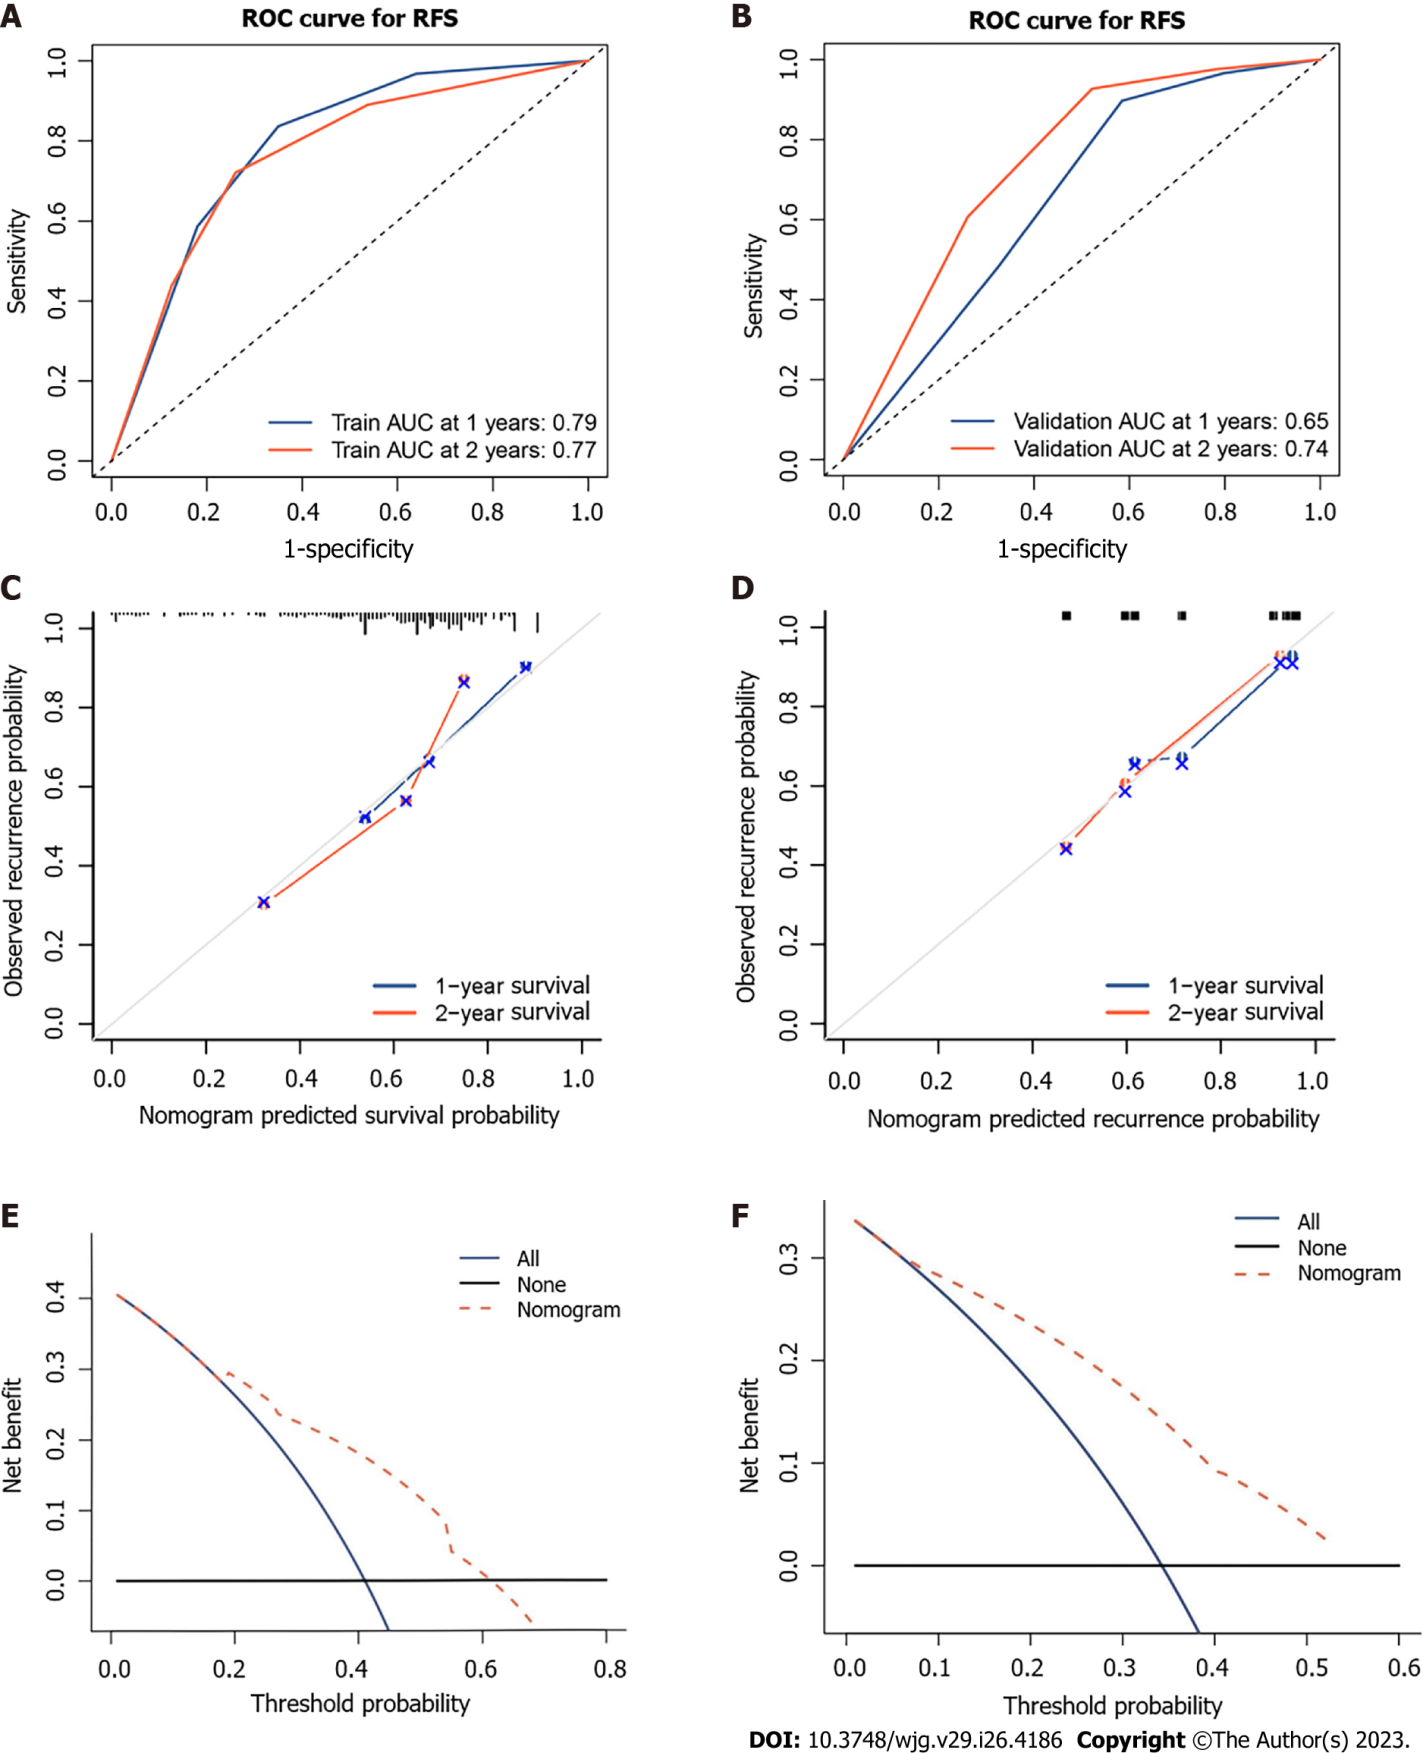 A
ROC curve for RFS
Sensitivity
0.0 0.2 0.4 0.6 0.8 1.0
Train AUC at 1 years: 0.79
Train AUC at 2 years: 0.77
0.0 0.2 0.4 0.6 0.8 1.0
1-specificity
B
ROC curve for RFS
Sensitivity
0.0 0.2 0.4 0.6 0.8 1.0
Validation AUC at 1 years: 0.65
Validation AUC at 2 years: 0.74
0.0 0.2 0.4 0.6 0.8 1.0
1-specificity
C
Observed recurrence probability
0.0 0.2 0.4 0.6 0.8 1.0
1-year survival
2-year survival
0.0 0.2 0.4 0.6 0.8 1.0
Nomogram predicted survival probability
D
Observed recurrence probability
0.0 0.2 0.4 0.6 0.8 1.0
1-year survival
2-year survival
0.0 0.2 0.4 0.6 0.8 1.0
Nomogram predicted recurrence probability
E
Net benefit
0.0 0.1 0.2 0.3 0.4
All
None
Nomogram
0.0 0.2 0.4 0.6 0.8
Threshold probability
F
Net benefit
0.0 0.1 0.2 0.3
All
None
Nomogram
0.0 0.1 0.2 0.3 0.4 0.5 0.6
Threshold probability
DOI: 10.3748/wjg.v29.i26.4186 Copyright ©The Author(s) 2023.